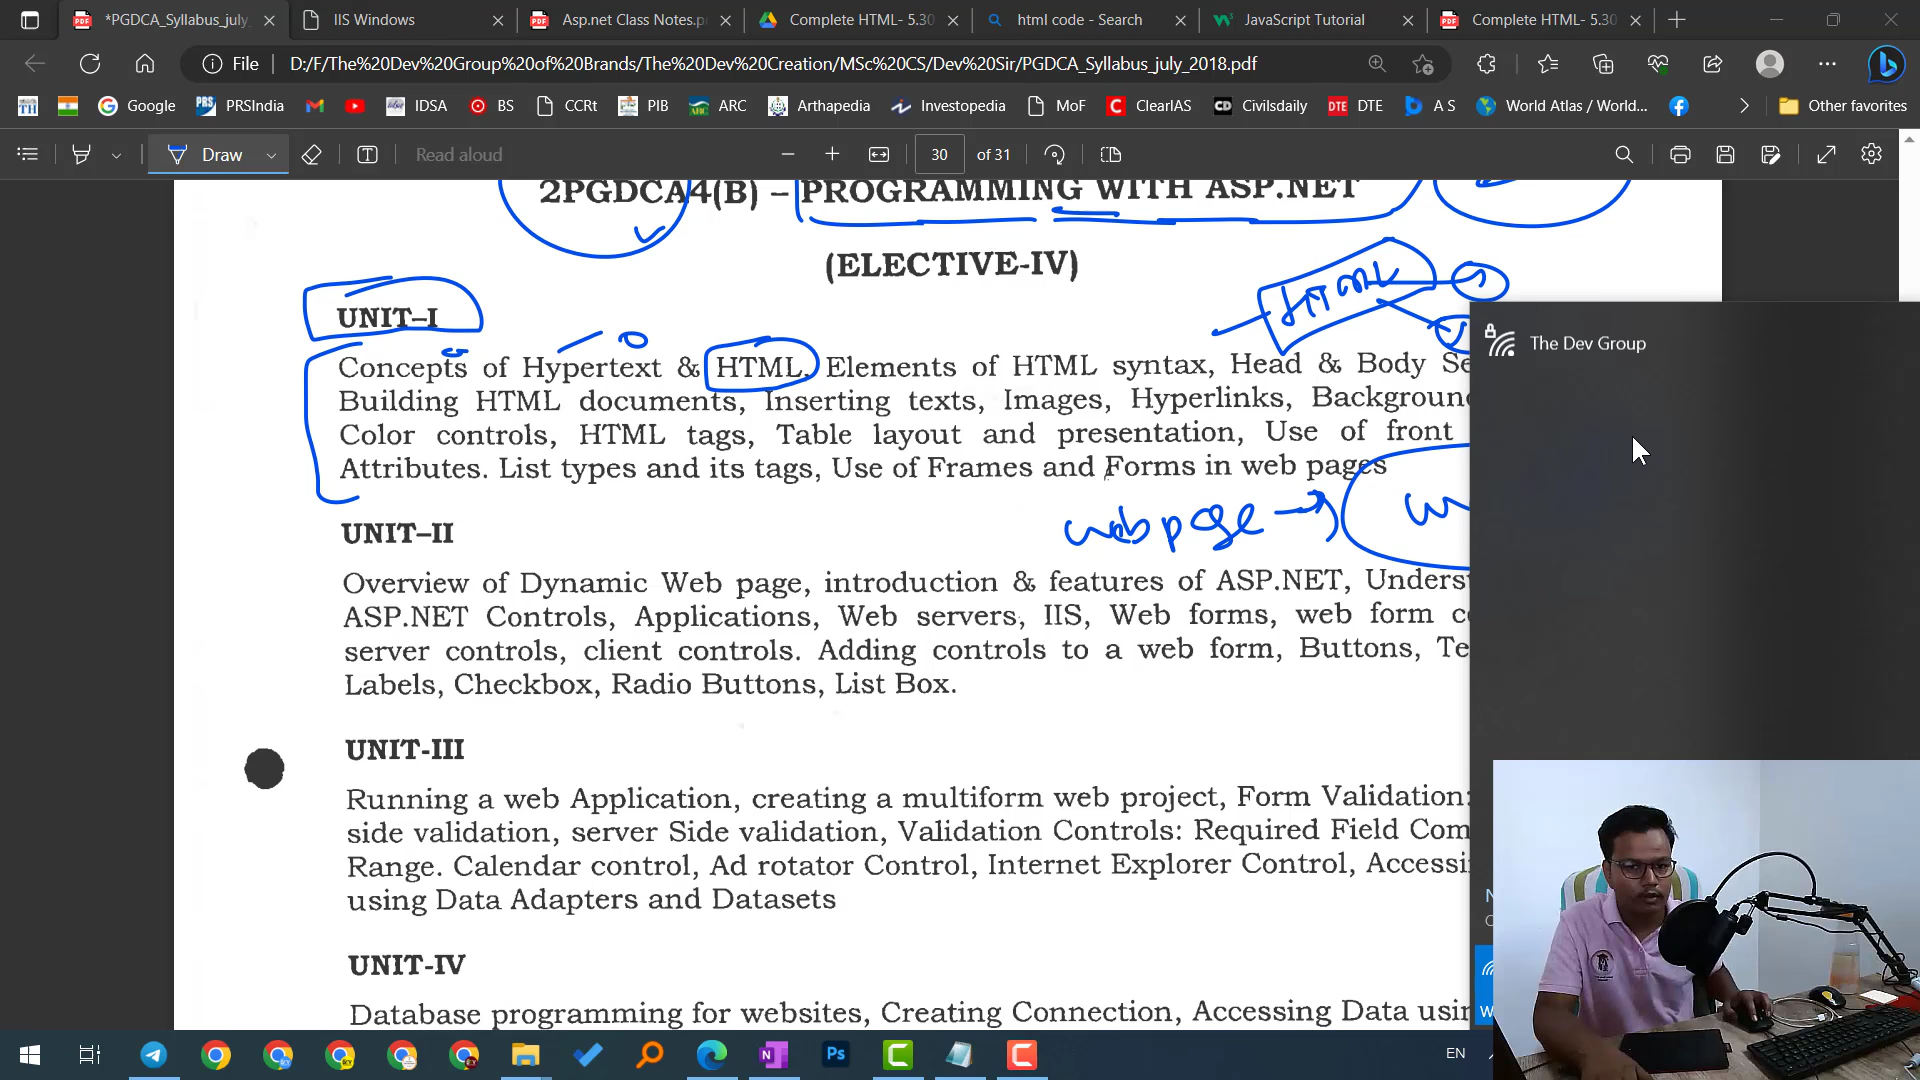 *PGDCA_Syllabus_july_
IIS Windows
Asp.net Class Notes.p
Complete HTML- 5.30
html code - Search
JavaScript Tutorial
Complete HTML- 5.30
File
D:/F/The%20Dev%20Group%20of%20Brands/The%20Dev%20Creation/MSc%20CS/Dev%20Sir/PGDCA_Syllabus_july_2018.pdf
Google
PRSIndia
IDSA
BS
CCRt
PIB
ARC
Arthapedia
Investopedia
MoF
ClearIAS
Civilsdaily
DTE
A S
World Atlas / World...
Other favorites
Draw
Read aloud
30 of 31
2PGDCA4(B) – PROGRAMMING WITH ASP.NET
(ELECTIVE-IV)
HTML
UNIT–I
Concepts of Hypertext & HTML, Elements of HTML syntax, Head & Body Se
Building HTML documents, Inserting texts, Images, Hyperlinks, Background
Color controls, HTML tags, Table layout and presentation, Use of front
Attributes. List types and its tags, Use of Frames and Forms in web pages
webpage
UNIT–II
Overview of Dynamic Web page, introduction & features of ASP.NET, Underst
ASP.NET Controls, Applications, Web servers, IIS, Web forms, web form co
server controls, client controls. Adding controls to a web form, Buttons, Te
Labels, Checkbox, Radio Buttons, List Box.
UNIT-III
Running a web Application, creating a multiform web project, Form Validation:
side validation, server Side validation, Validation Controls: Required Field Com
Range. Calendar control, Ad rotator Control, Internet Explorer Control, Accessi
using Data Adapters and Datasets
UNIT-IV
Database programming for websites, Creating Connection, Accessing Data usin
The Dev Group
EN